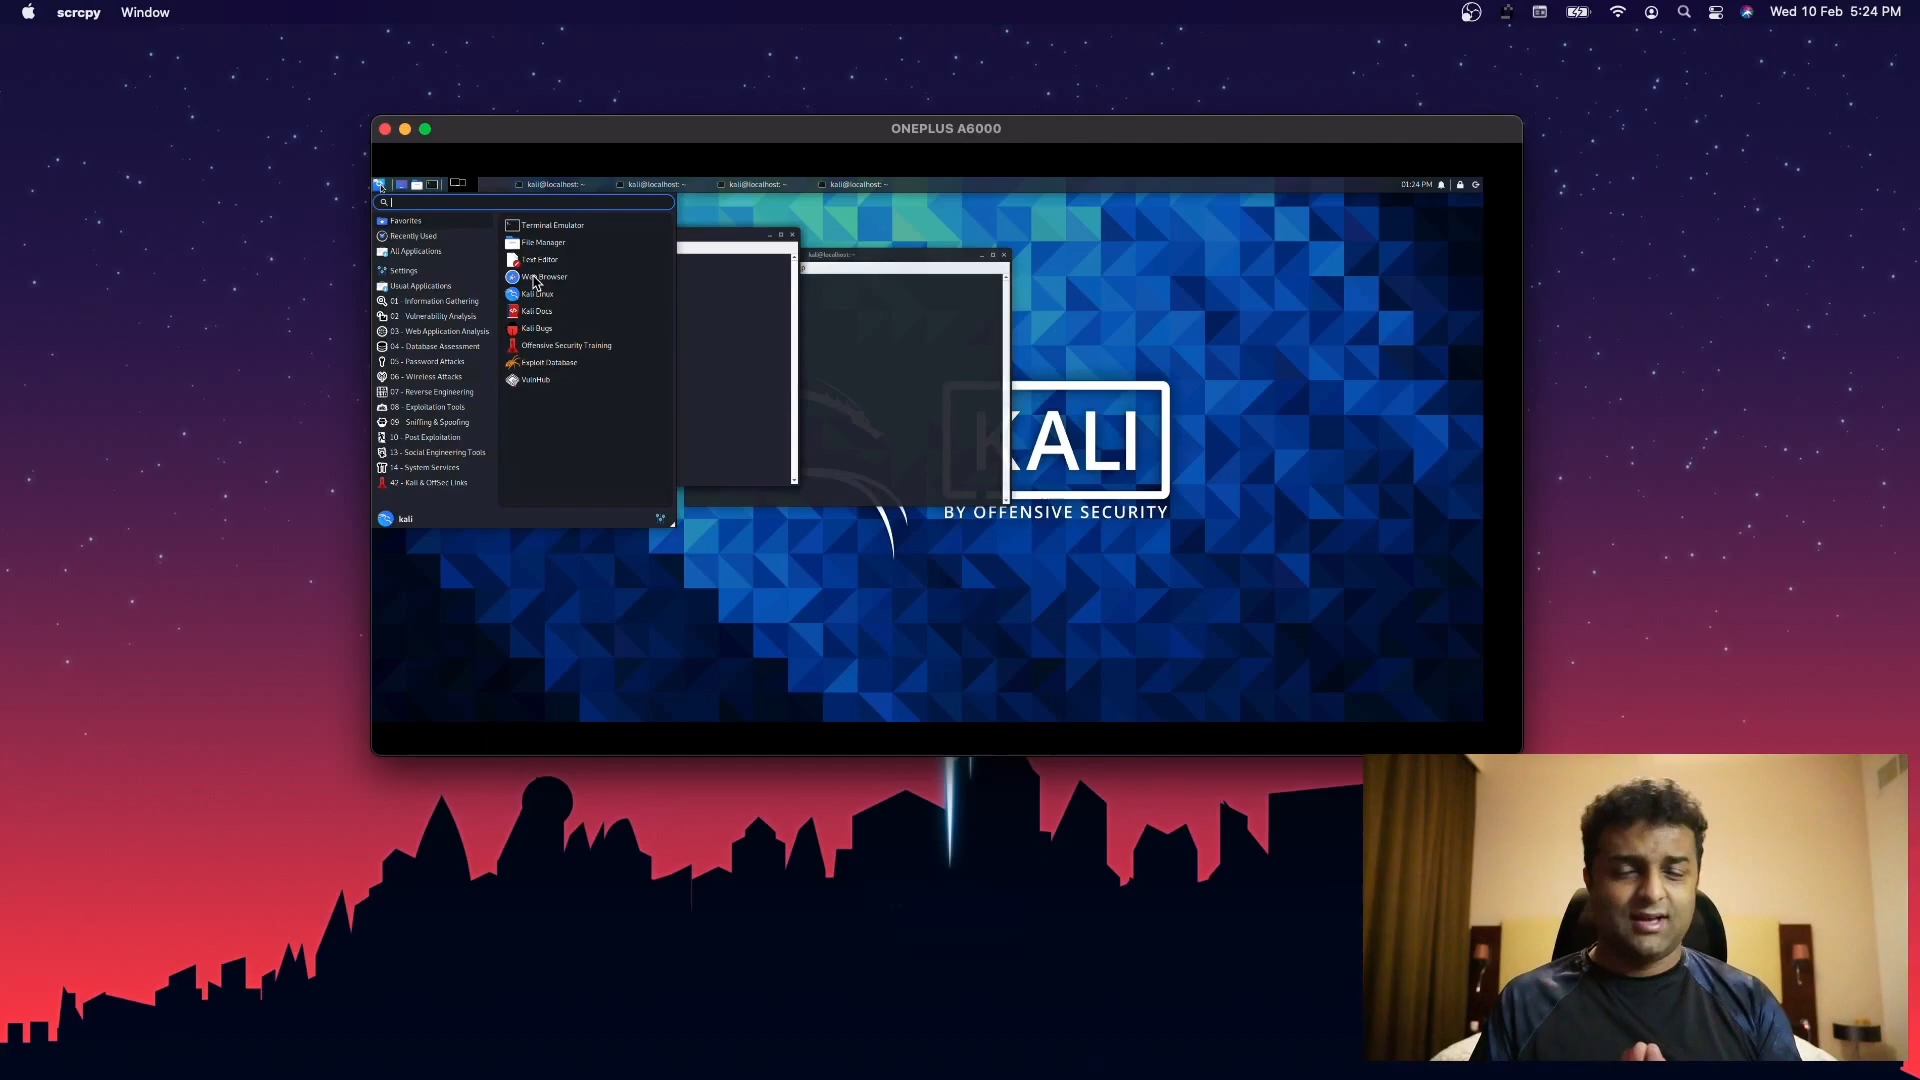 scrcpy Window
Wed 10 Feb 5:24 PM
ONEPLUS A6000
kali@localhost: ~
kali@localhost: ~
kali@localhost: ~
kali@localhost: ~
01:24 PM
Favorites
Recently Used
All Applications
Settings
Usual Applications
01 - Information Gathering
02 - Vulnerability Analysis
03 - Web Application Analysis
04 - Database Assessment
05 - Password Attacks
06 - Wireless Attacks
07 - Reverse Engineering
08 - Exploitation Tools
09 - Sniffing & Spoofing
10 - Post Exploitation
13 - Social Engineering Tools
14 - System Services
42 - Kali & OffSec Links
kali
Terminal Emulator
File Manager
Text Editor
Web Browser
Kali Linux
Kali Docs
Kali Bugs
Offensive Security Training
Exploit Database
VulnHub
kali@localhost: ~
KALI
BY OFFENSIVE SECURITY